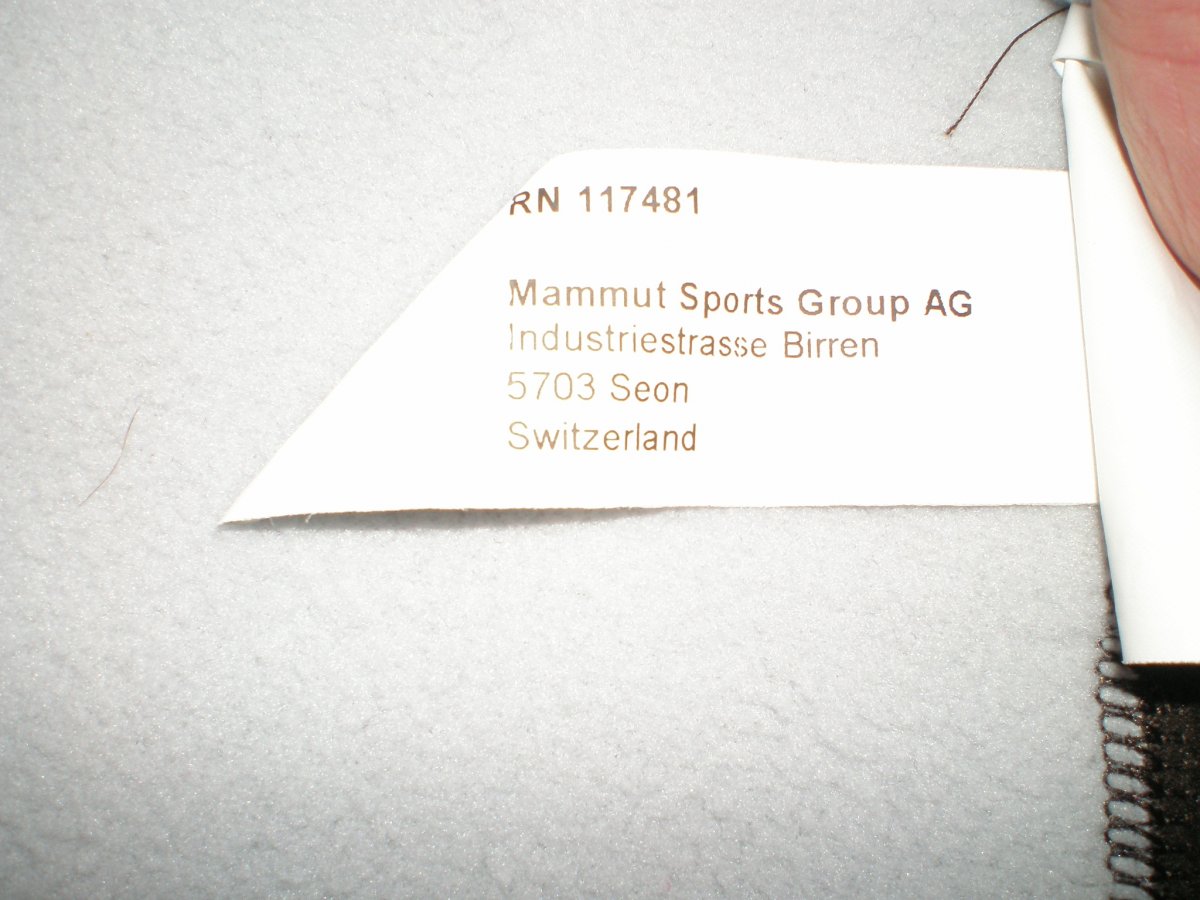 RN 117481
Mammut Sports Group AG
Industriestrasse Birren
5703 Seon
Switzerland